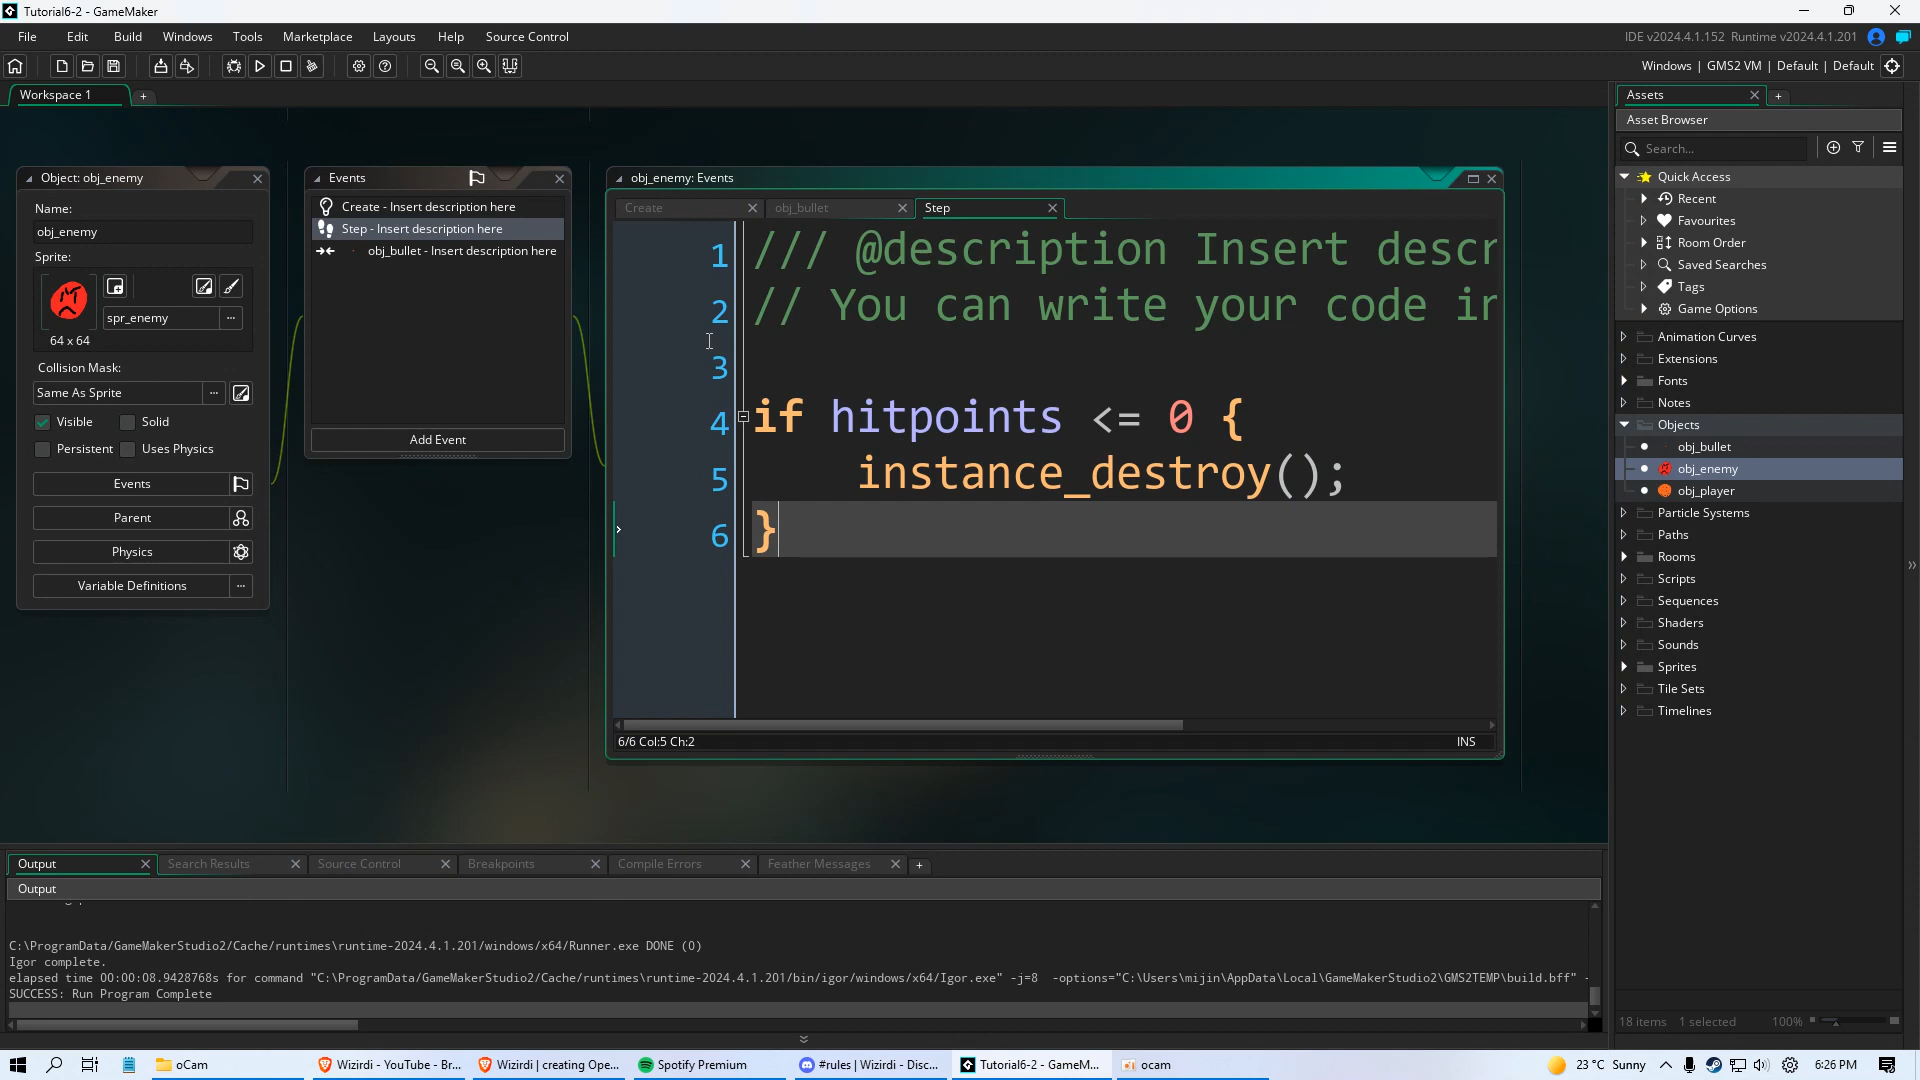 Tutorial6-2 - GameMaker
File Edit Build Windows Tools Marketplace Layouts Help Source Control
IDE v2024.4.1.152 Runtime v2024.4.1.201
Windows | GMS2 VM | Default | Default
Workspace 1
Object: obj_enemy
Name:
obj_enemy
Sprite:
spr_enemy
64 x 64
Collision Mask:
Same As Sprite
Visible Solid
Persistent Uses Physics
Events
Parent
Physics
Variable Definitions
Events
Create - Insert description here
Step - Insert description here
obj_bullet - Insert description here
Add Event
obj_enemy: Events
Create obj_bullet Step
1 /// @description Insert descr
2 // You can write your code in
3
4 if hitpoints <= 0 {
5 instance_destroy();
6 }
6/6 Col:5 Ch:2 INS
Assets
Asset Browser
Search...
Quick Access
Recent
Favourites
Room Order
Saved Searches
Tags
Game Options
Animation Curves
Extensions
Fonts
Notes
Objects
obj_bullet
obj_enemy
obj_player
Particle Systems
Paths
Rooms
Scripts
Sequences
Shaders
Sounds
Sprites
Tile Sets
Timelines
18 items 1 selected 100%
Output Search Results Source Control Breakpoints Compile Errors Feather Messages
Output
C:\ProgramData/GameMakerStudio2/Cache/runtimes\runtime-2024.4.1.201/windows/x64/Runner.exe DONE (0)
Igor complete.
elapsed time 00:00:08.9428768s for command "C:\ProgramData/GameMakerStudio2/Cache/runtimes\runtime-2024.4.1.201/bin/igor/windows/x64/Igor.exe" -j=8 -options="C:\Users\mijin\AppData\Local\GameMakerStudio2\GMS2TEMP\build.bff" -
SUCCESS: Run Program Complete
oCam Wizirdi - YouTube - Br... Wizirdi | creating Ope... Spotify Premium #rules | Wizirdi - Disc... Tutorial6-2 - GameM... ocam 23 °C Sunny 6:26 PM